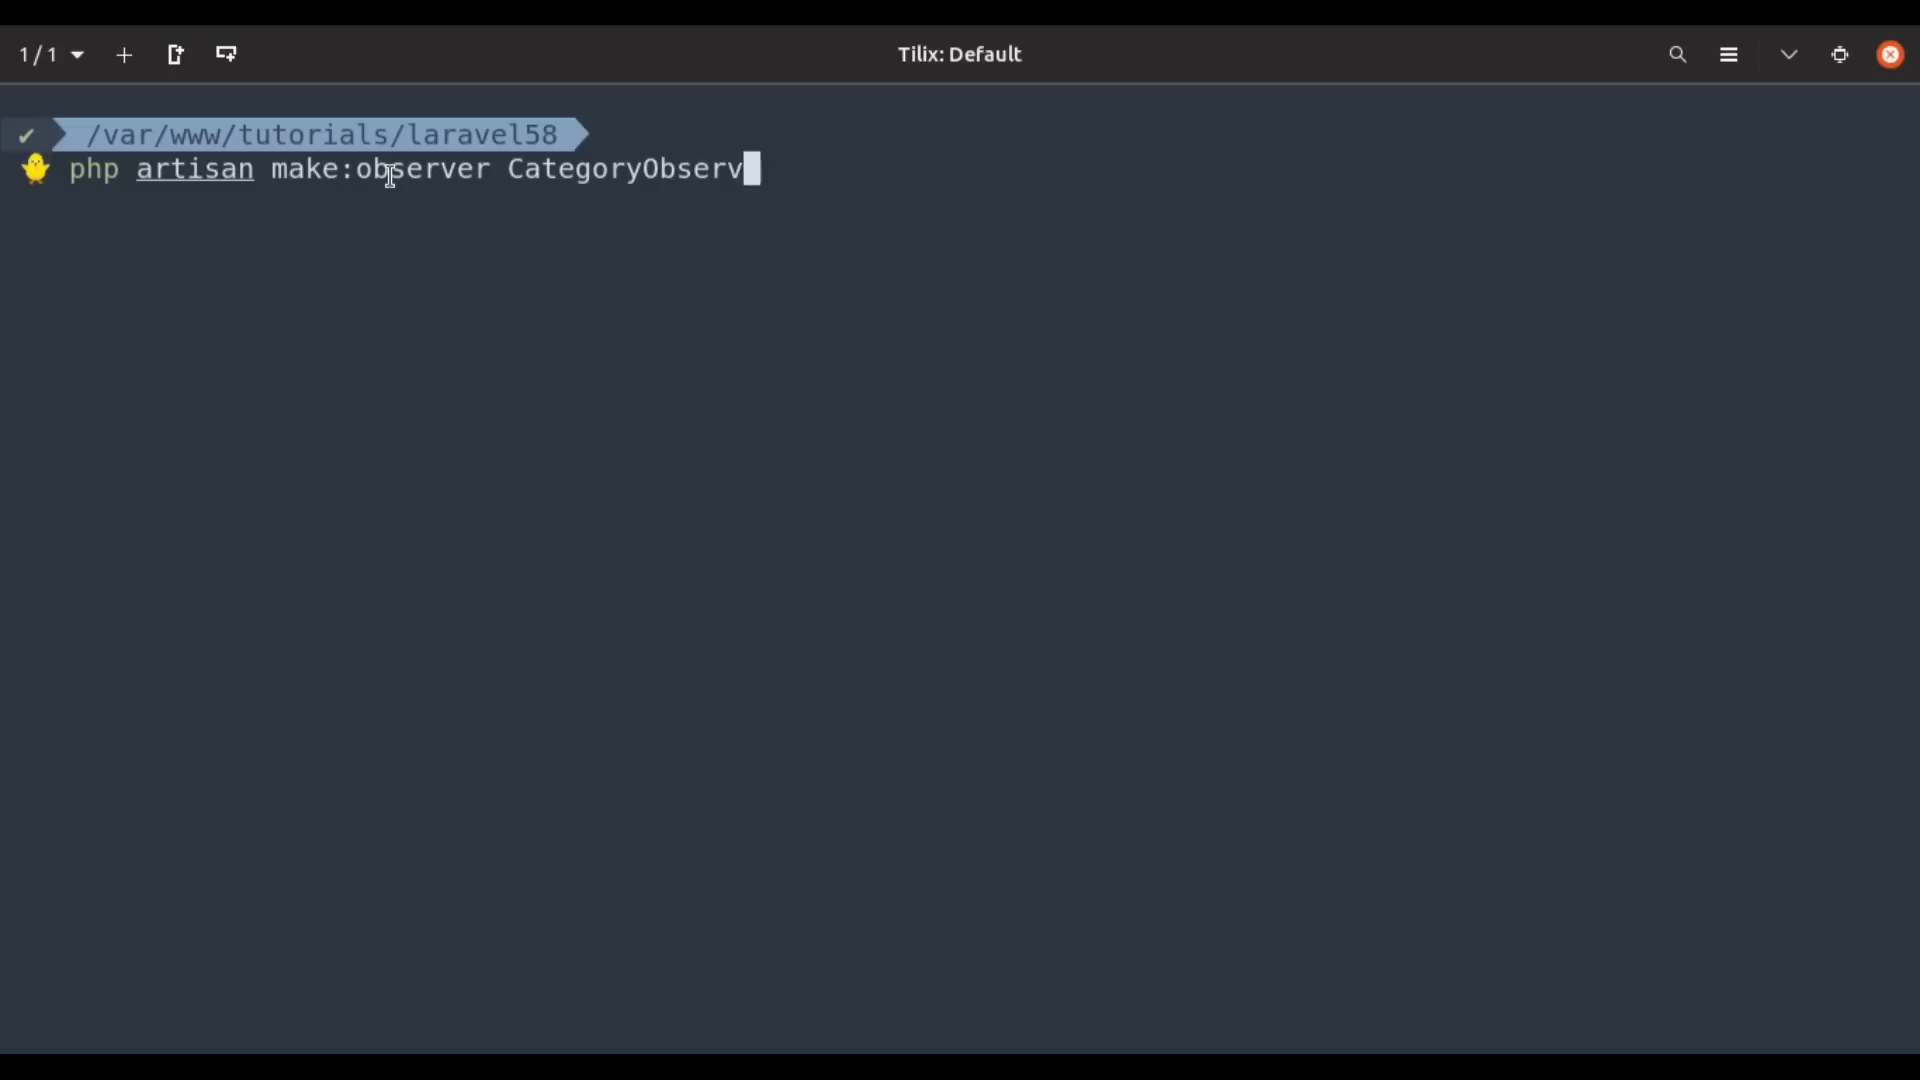 1 / 1
Tilix: Default
✔ /var/www/tutorials/laravel58
🐥 php artisan make:observer CategoryObserv